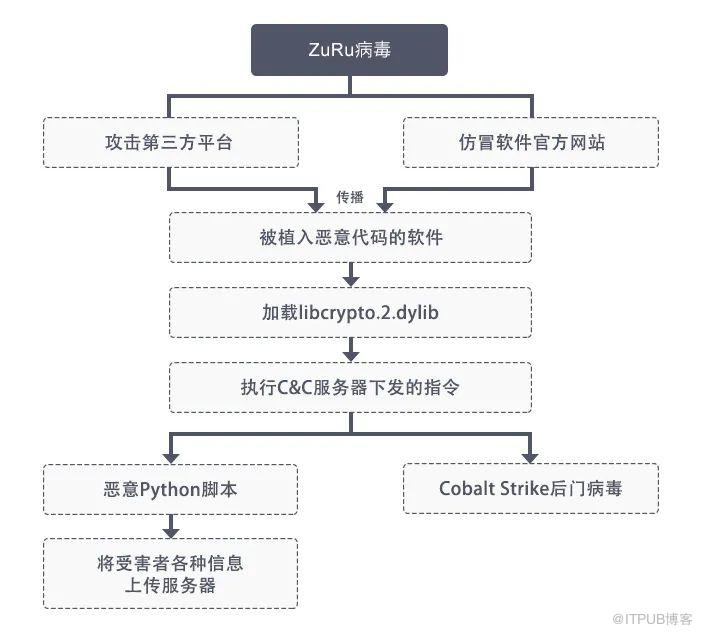 ZuRu病毒
攻击第三方平台
仿冒软件官方网站
传播
被植入恶意代码的软件
加载libcrypto.2.dylib
执行C&C服务器下发的指令
恶意Python脚本
Cobalt Strike后门病毒
将受害者各种信息
上传服务器
@ITPUB博客